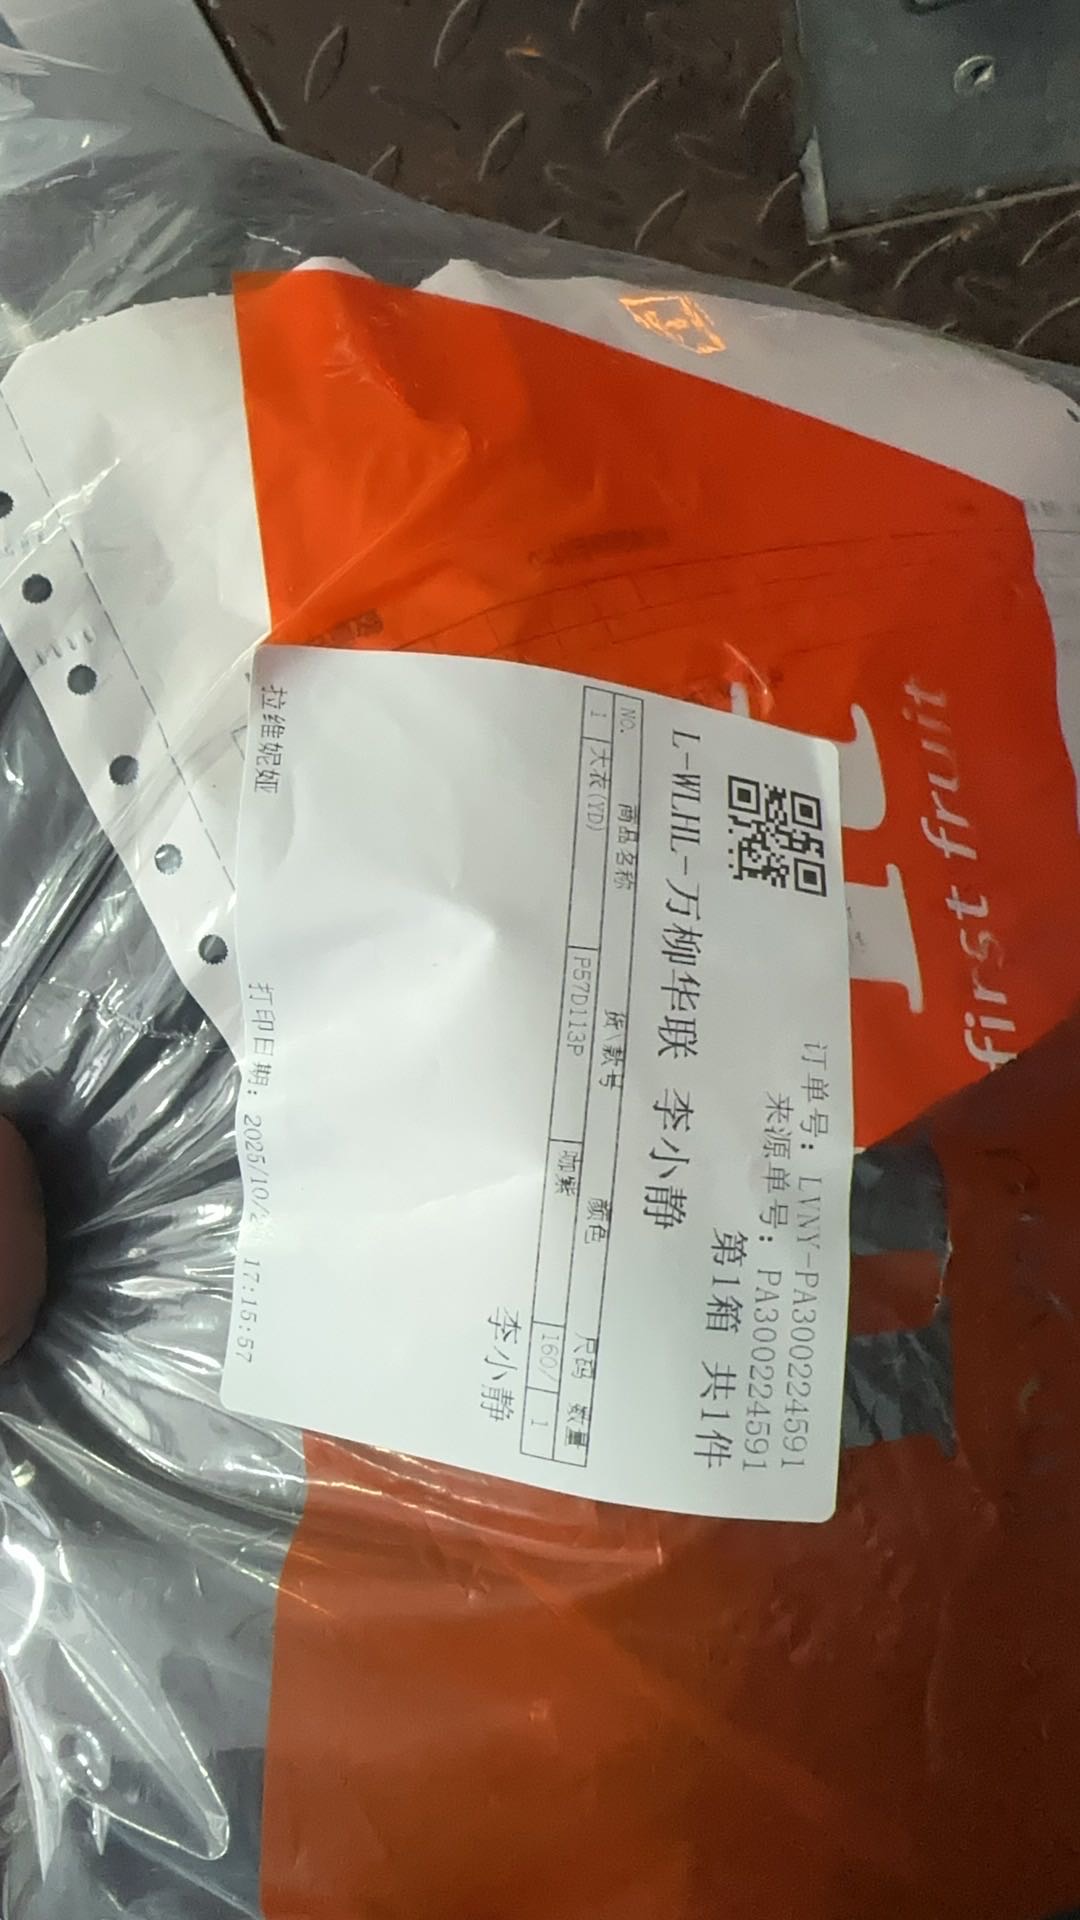 订单号：LVNY-PA300224591
来源单号：PA300224591
第1箱 共1件
L-WLHL-万柳华联 李小静
NO. 商品名称 货\款号 颜色 尺码 数量
1 大衣(YD) P57D113P 咖紫 160/ 1
李小静
拉维妮娅 打印日期：2025/10/2 17:15:57
first fruit